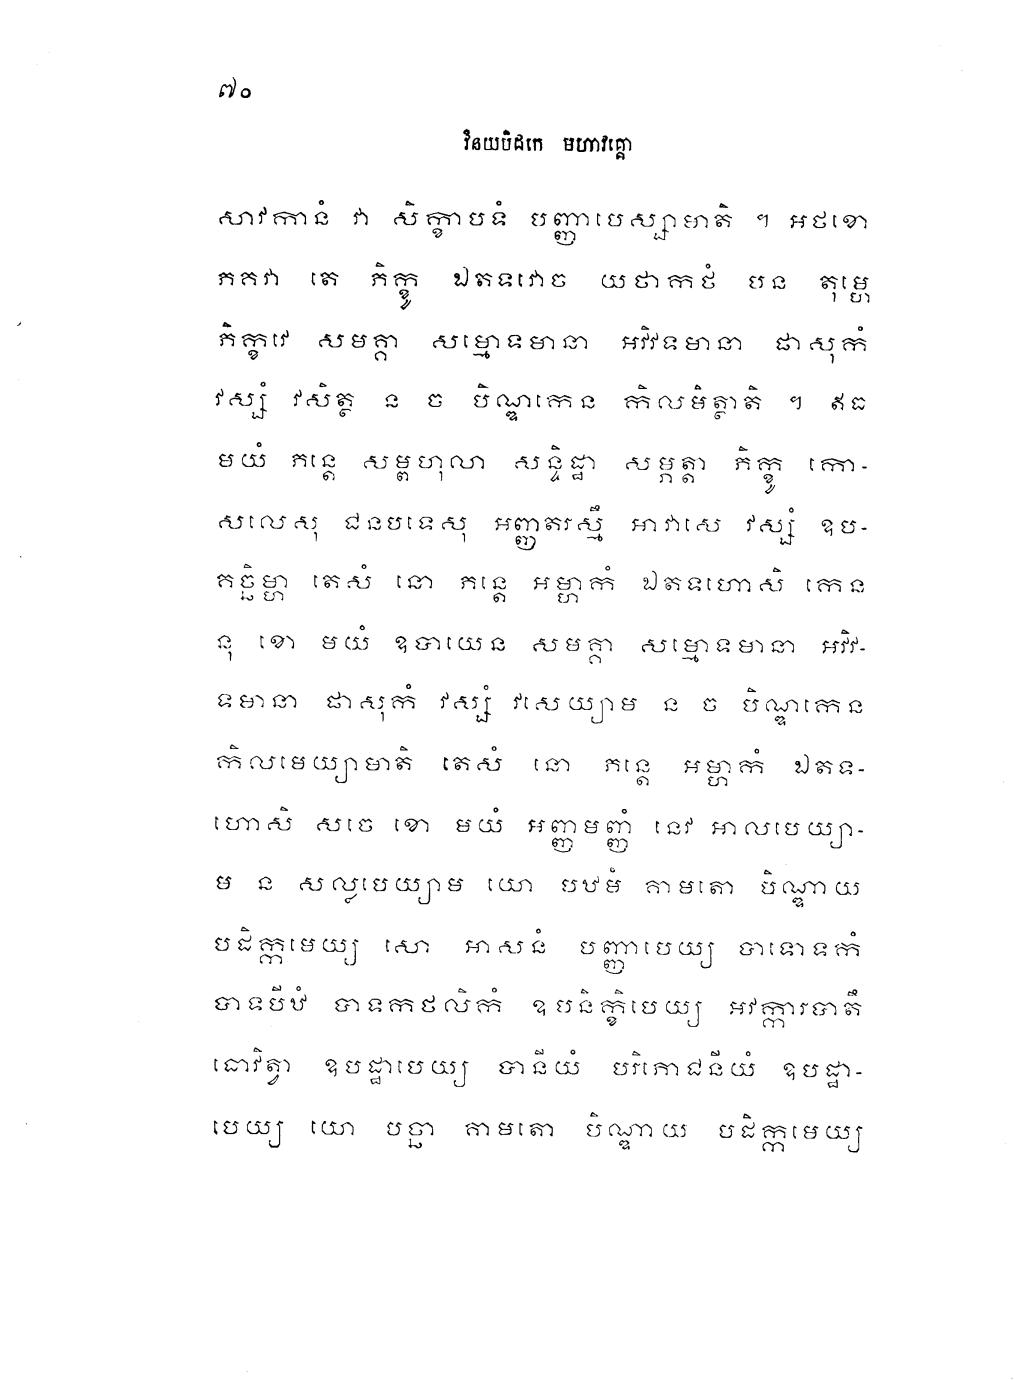 ៧០
វិនយបិដកេ មហាវគ្គោ
សាវកានំ វា សិក្ខាបទំ បញ្ញាបេស្សាមាតិ ។ អថខោ
ភគវា តេ ភិក្ខូ ឯតទវោច យថាកថំ បន តុម្ហេ
ភិក្ខវេ សមគ្គា សម្មោទមានា អវិវទមានា ផាសុកំ
វស្សំ វសិត្ថ ន ច បិណ្ឌកេន កិលមិត្ថាតិ ។ ឥធ
មយំ ភន្តេ សម្ពហុលា សន្ទិដ្ឋា សម្ភត្តា ភិក្ខូ កោ-
សលេសុ ជនបទេសុ អញ្ញតរស្មឹ អាវាសេ វស្សំ ឧប-
គច្ឆិម្ហា តេសំ នោ ភន្តេ អម្ហាកំ ឯតទហោសិ កេន
នុ ខោ មយំ ឧបាយេន សមគ្គា សម្មោទមានា អវិវ-
ទមានា ផាសុកំ វស្សំ វសេយ្យាម ន ច បិណ្ឌកេន
កិលមេយ្យាមាតិ តេសំ នោ ភន្តេ អម្ហាកំ ឯតទ-
ហោសិ សចេ ខោ មយំ អញ្ញមញ្ញំ នេវ អាលបេយ្យា-
ម ន សល្លបេយ្យាម យោ បឋមំ គាមតោ បិណ្ឌាយ
បដិក្កមេយ្យ សោ អាសនំ បញ្ញាបេយ្យ បាទោទកំ
បាទបីឋំ បាទកថលិកំ ឧបនិក្ខិបេយ្យ អវក្ការបាតឹ
ធោវិត្វា ឧបដ្ឋាបេយ្យ បានីយំ បរិភោជនីយំ ឧបដ្ឋា-
បេយ្យ យោ បច្ឆា គាមតោ បិណ្ឌាយ បដិក្កមេយ្យ